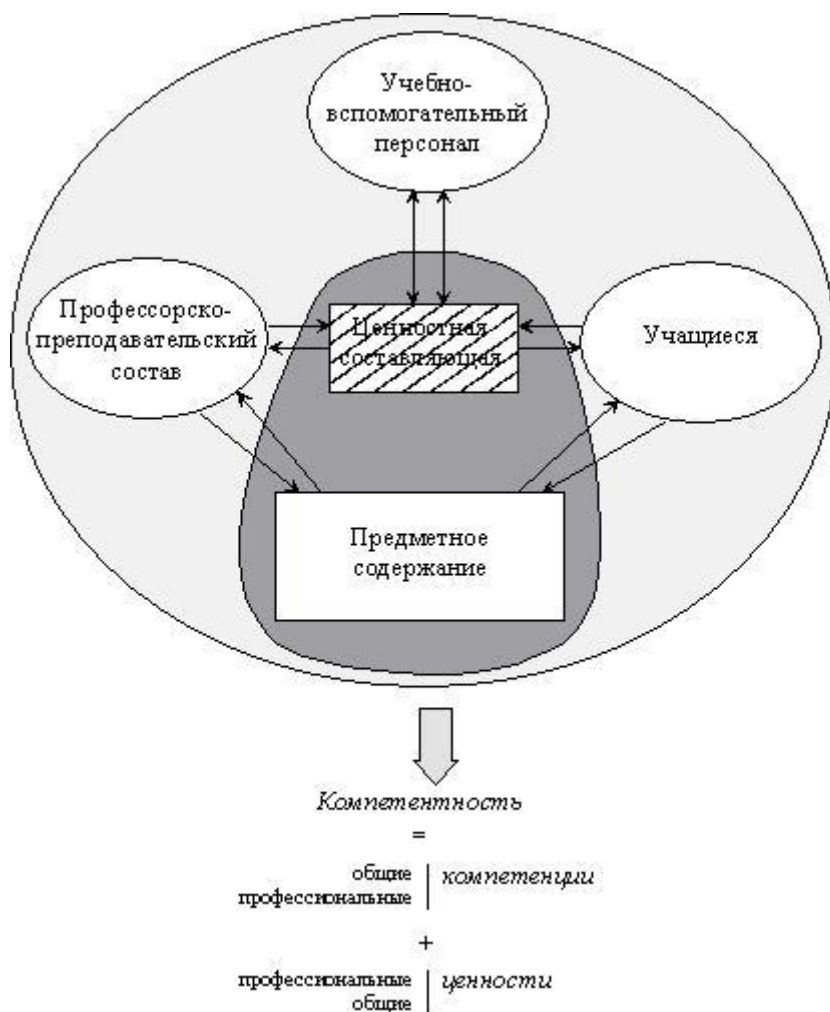 Учебно-
вспомогательный
персонал
Профессорско-
преподавательский
состав
Ценностная
составляющая
Учащиеся
Предметное
содержание
Компетентность
=
общие
профессиональные
компетенции
+
профессиональные
общие
ценности